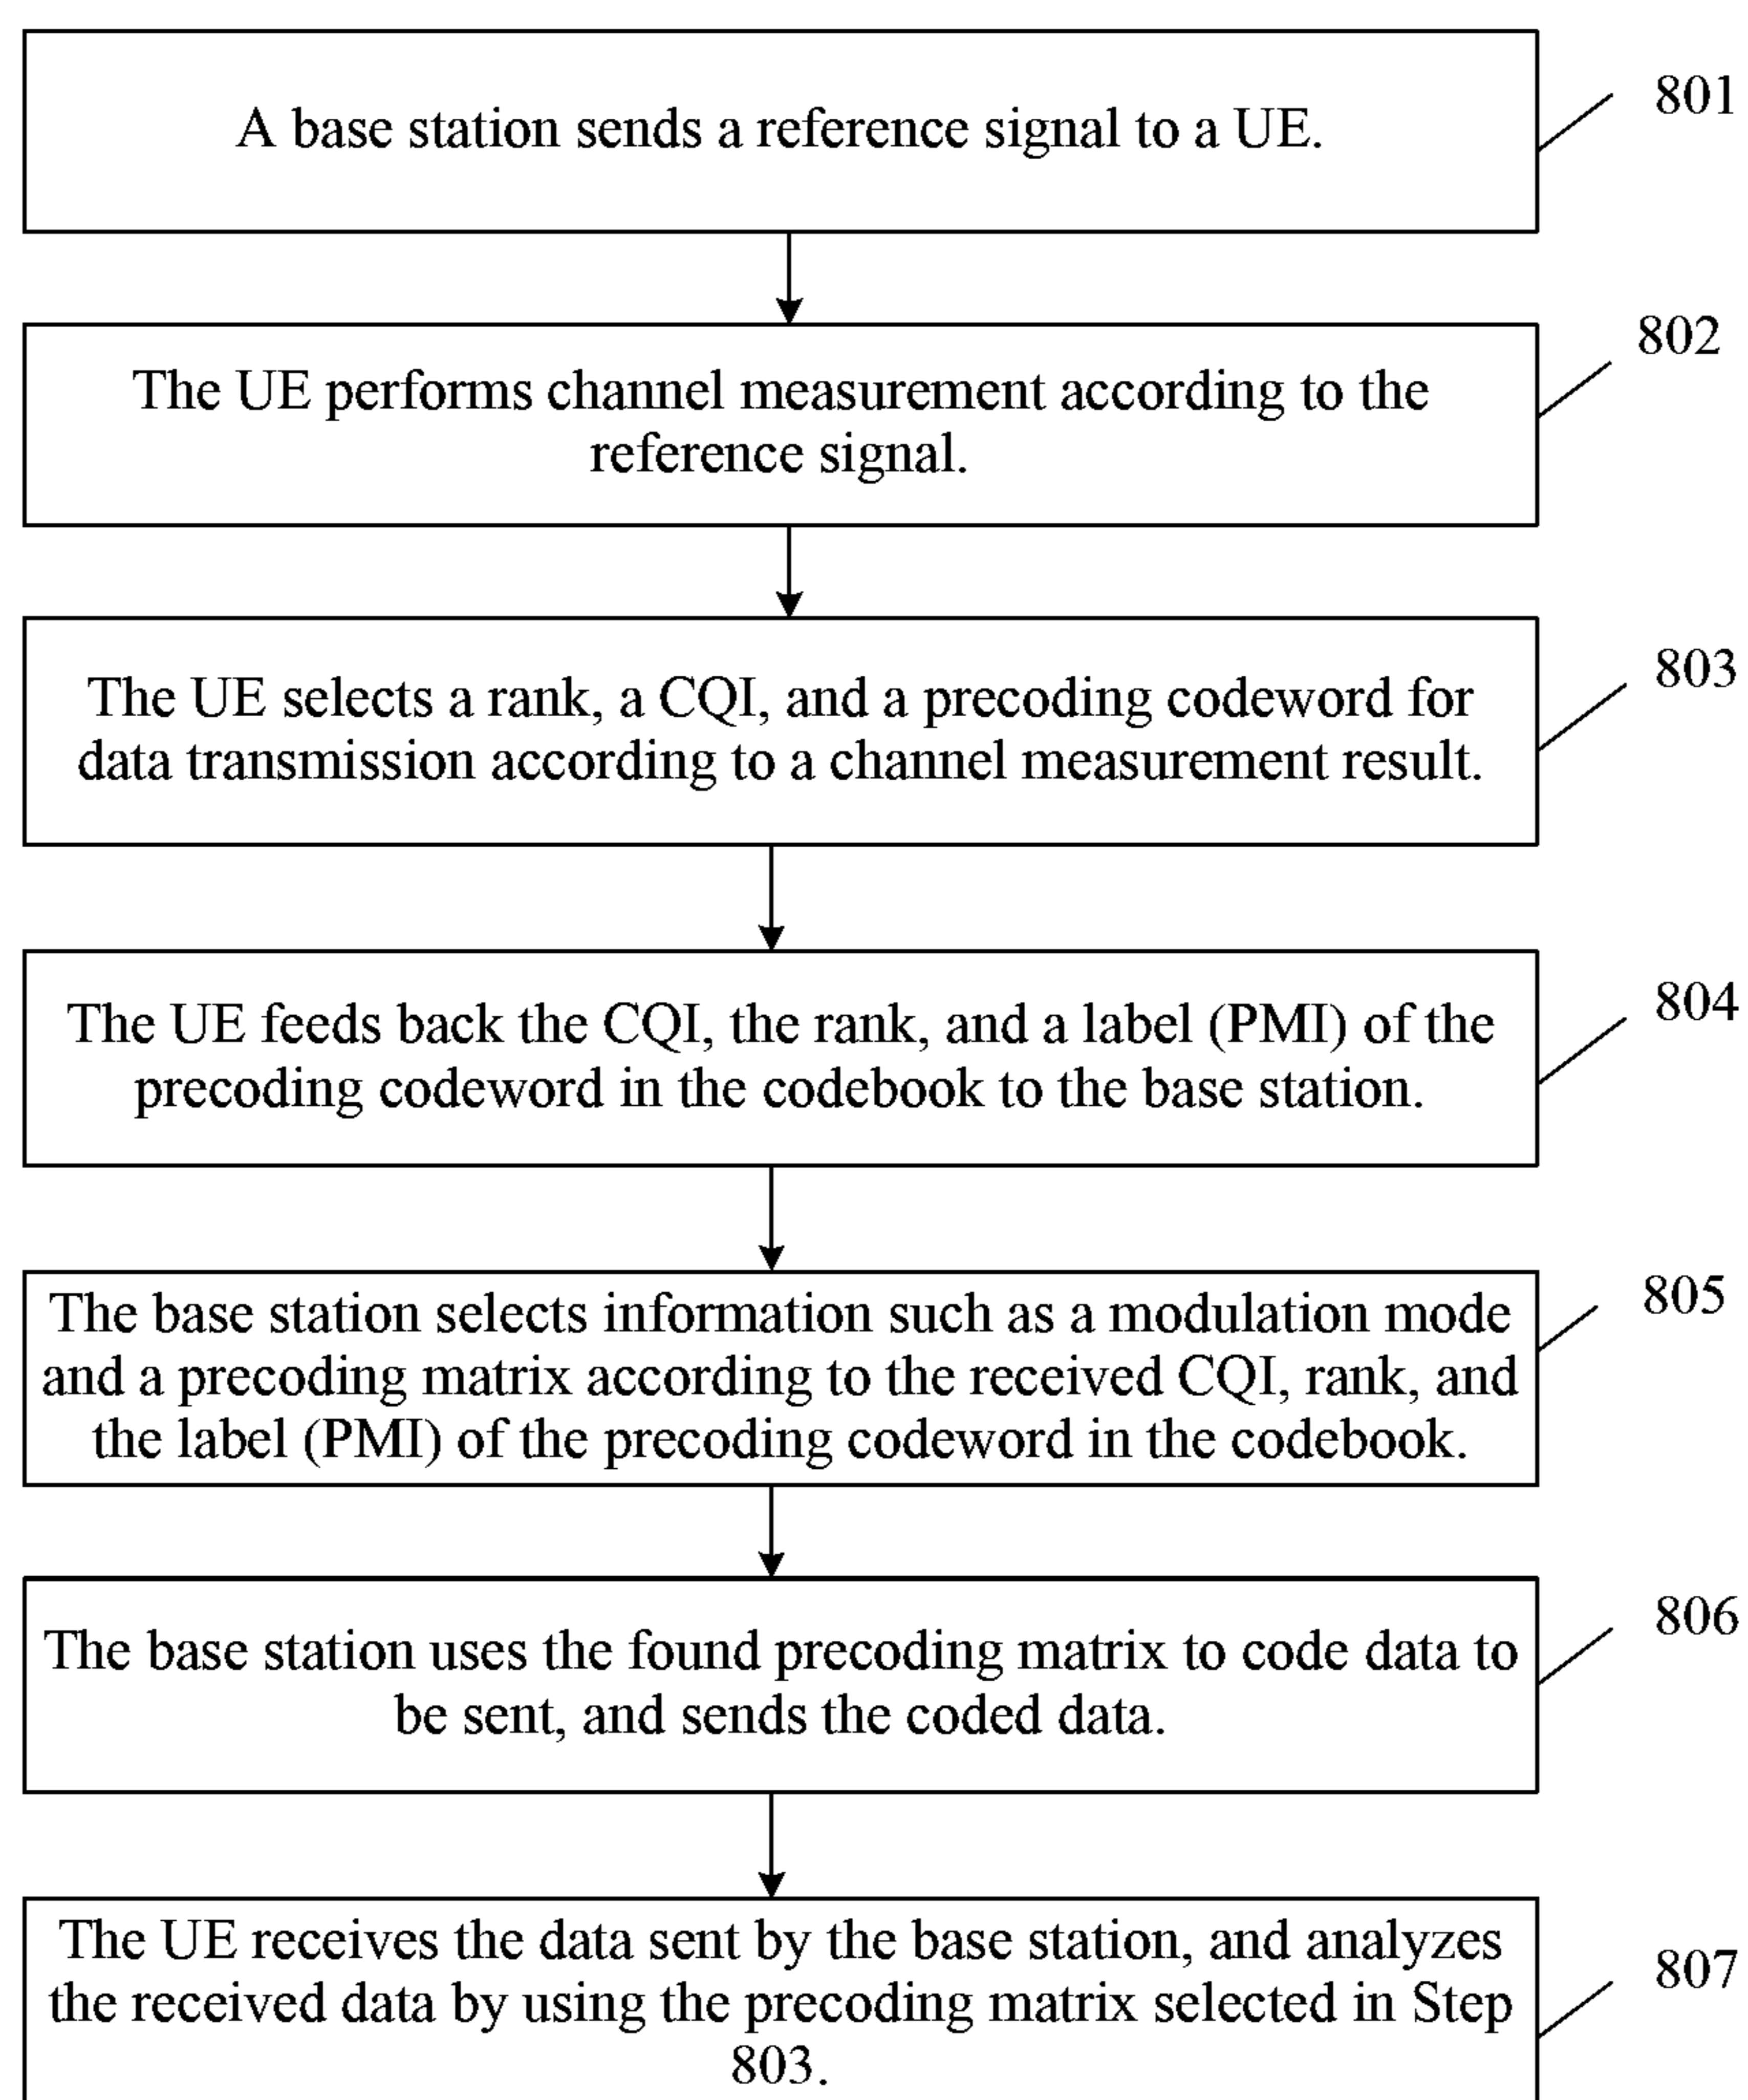 A base station sends a reference signal to a UE.
801
The UE performs channel measurement according to the
reference signal.
802
The UE selects a rank, a CQI, and a precoding codeword for
data transmission according to a channel measurement result.
803
The UE feeds back the CQI, the rank, and a label (PMI) of the
precoding codeword in the codebook to the base station.
804
The base station selects information such as a modulation mode
and a precoding matrix according to the received CQI, rank, and
the label (PMI) of the precoding codeword in the codebook.
805
The base station uses the found precoding matrix to code data to
be sent, and sends the coded data.
806
The UE receives the data sent by the base station, and analyzes
the received data by using the precoding matrix selected in Step
803.
807